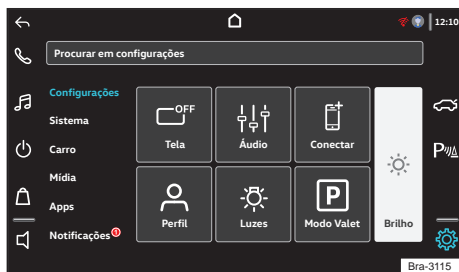 12:10
Procurar em configurações
Configurações
Sistema
Carro
Mídia
Apps
Notificações 1
OFF
Tela
Áudio
Conectar
Perfil
Luzes
P
Modo Valet
Brilho
P
Bra-3115